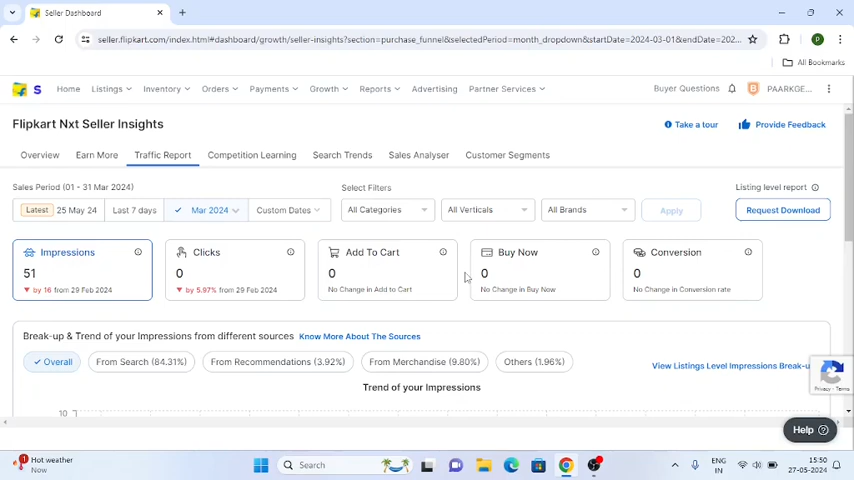 Seller Dashboard
seller.flipkart.com/index.html#dashboard/growth/seller-insights?section=purchase_funnel&selectedPeriod=month_dropdown&startDate=2024-03-01&endDate=202...
P
All Bookmarks
S Home Listings Inventory Orders Payments Growth Reports Advertising Partner Services Buyer Questions B PAARKGE...
Flipkart Nxt Seller Insights Take a tour Provide Feedback
Overview Earn More Traffic Report Competition Learning Search Trends Sales Analyser Customer Segments
Sales Period (01 - 31 Mar 2024) Select Filters Listing level report
Latest 25 May 24 Last 7 days Mar 2024 Custom Dates All Categories All Verticals All Brands Apply Request Download
Impressions Clicks Add To Cart Buy Now Conversion
51 0 0 0 0
by 16 from 29 Feb 2024 by 5.97% from 29 Feb 2024 No Change in Add to Cart No Change in Buy Now No Change in Conversion rate
Break-up & Trend of your Impressions from different sources Know More About The Sources
Overall From Search (84.31%) From Recommendations (3.92%) From Merchandise (9.80%) Others (1.96%) View Listings Level Impressions Break-u
Trend of your Impressions
Privacy - Terms
10
Help
1 Hot weather
Now
Search
ENG
IN
15:50
27-05-2024